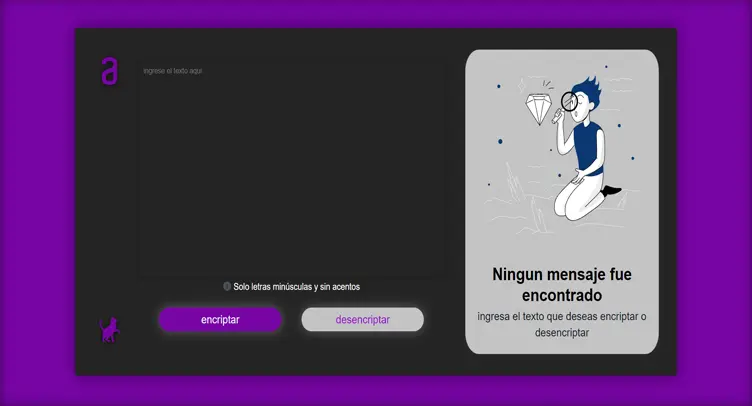 a
ingrese el texto aqui
Solo letras minúsculas y sin acentos
encriptar
desencriptar
Ningun mensaje fue
encontrado
ingresa el texto que deseas encriptar o
desencriptar